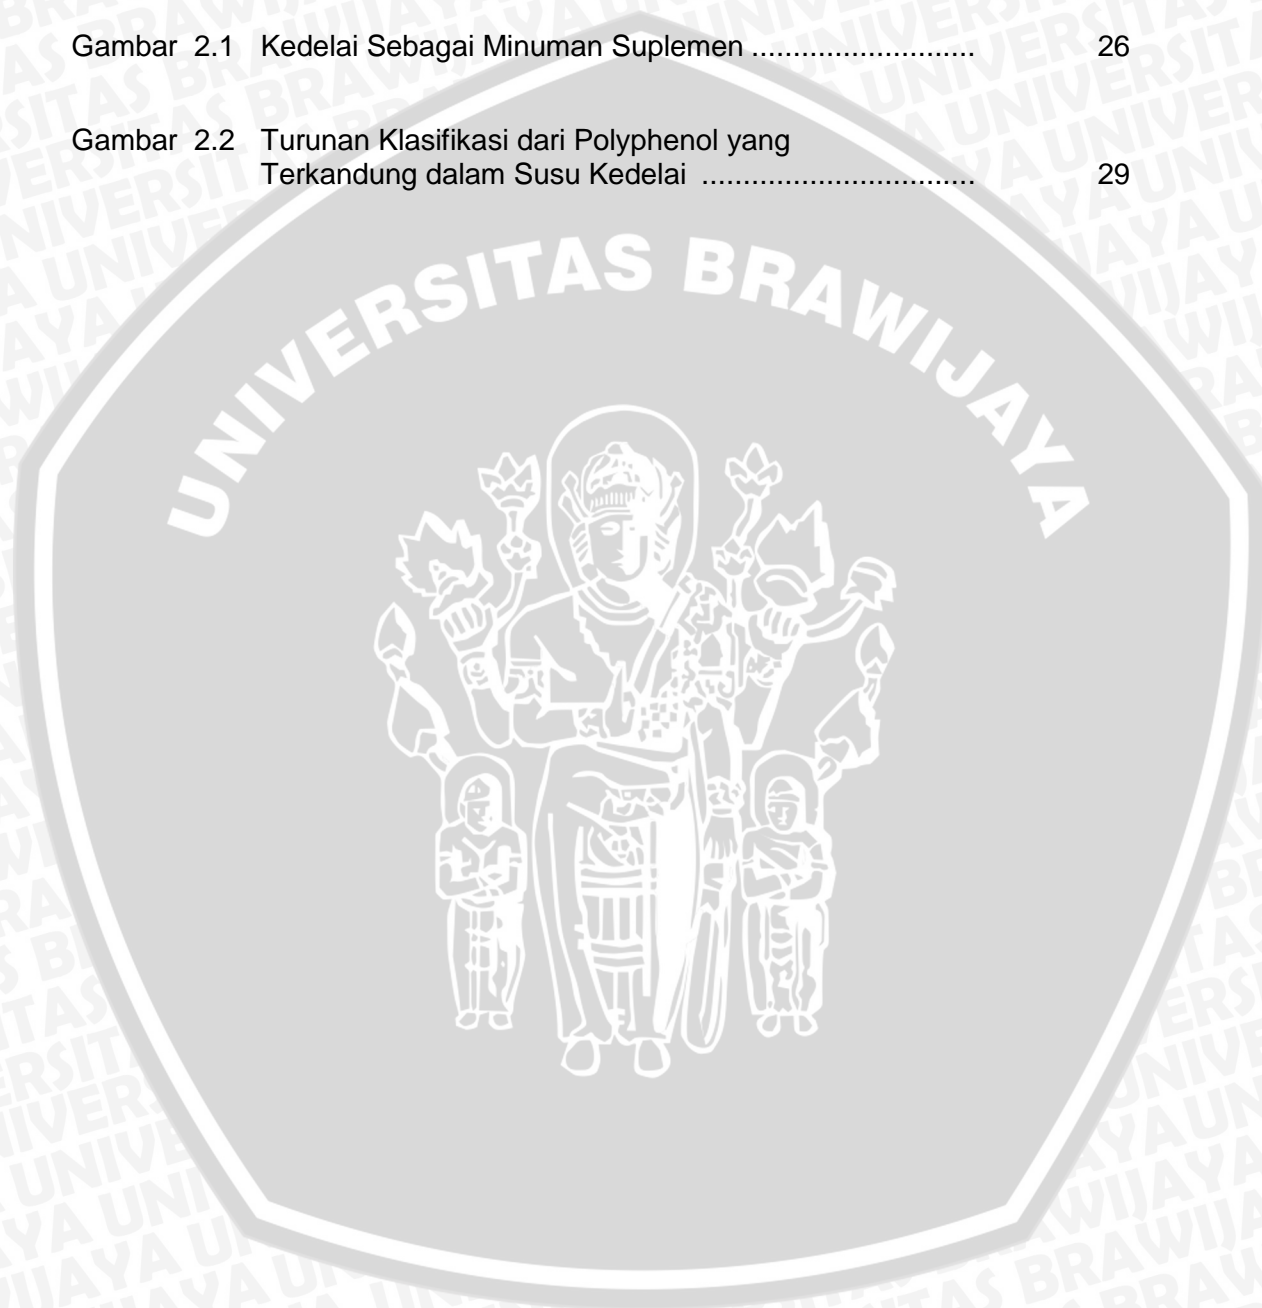 Gambar 2.1 Kedelai Sebagai Minuman Suplemen ........................... 26
Gambar 2.2 Turunan Klasifikasi dari Polyphenol yang
Terkandung dalam Susu Kedelai ................................. 29
UNIVERSITAS BRAWIJAYA